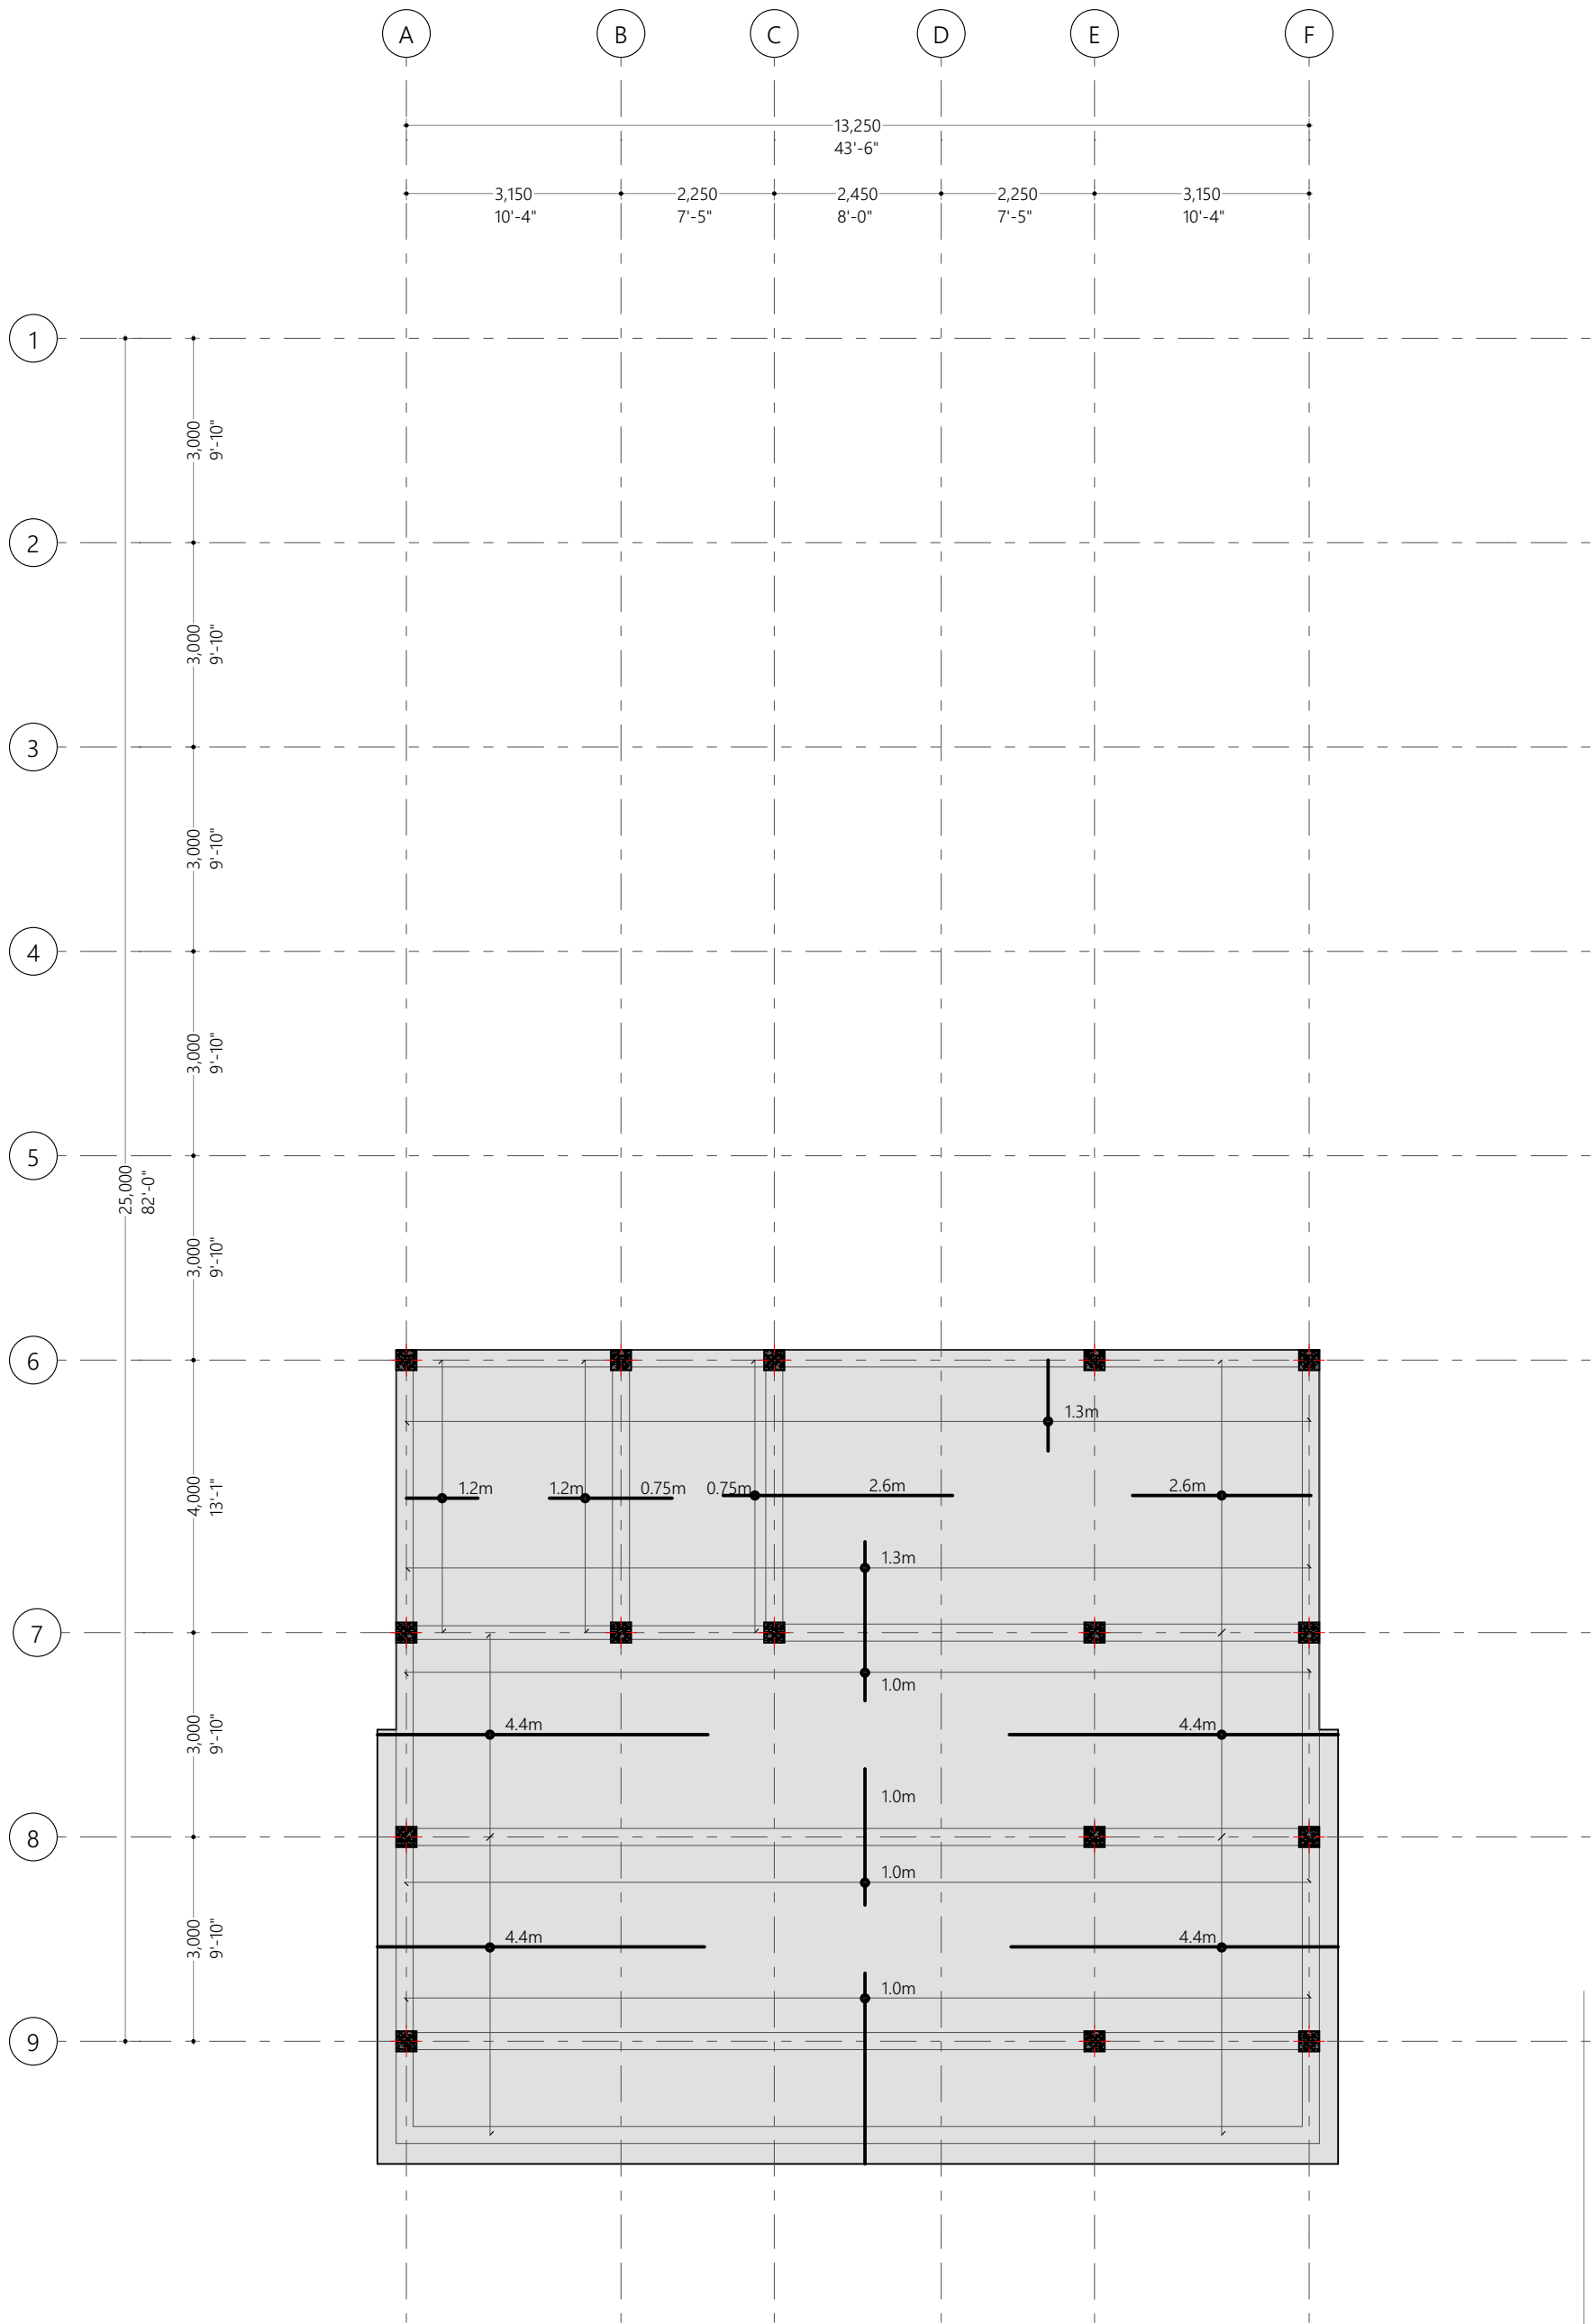 A
B
C
D
E
F
13,250
43'-6"
3,150
10'-4"
2,250
7'-5"
2,450
8'-0"
2,250
7'-5"
3,150
10'-4"
1
3,000
9'-10"
2
3,000
9'-10"
3
3,000
9'-10"
4
3,000
9'-10"
5
25,000
82'-0"
3,000
9'-10"
6
1.3m
4,000
13'-1"
1.2m
1.2m
0.75m
0.75m
2.6m
2.6m
1.3m
7
1.0m
3,000
9'-10"
4.4m
4.4m
1.0m
8
1.0m
3,000
9'-10"
4.4m
4.4m
1.0m
9